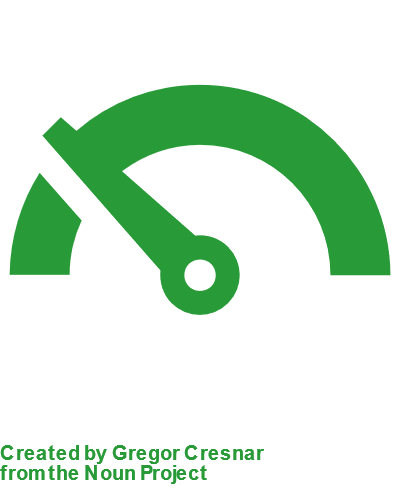 Created by Gregor Cresnar
from the Noun Project